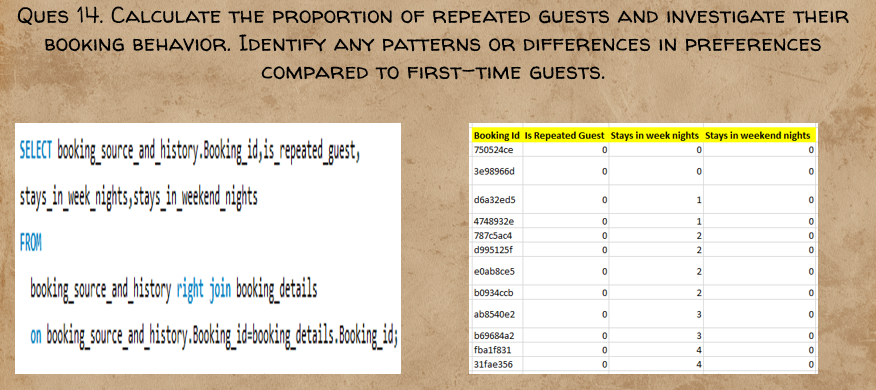 Ques 14. Calculate the proportion of repeated guests and investigate their
booking behavior. Identify any patterns or differences in preferences
compared to first-time guests.
SELECT booking_source_and_history.Booking_id,is_repeated_guest,
stays_in_week_nights,stays_in_weekend_nights
FROM
booking_source_and_history right join booking_details
on booking_source_and_history.Booking_id=booking_details.Booking_id;
Booking Id Is Repeated Guest Stays in week nights Stays in weekend nights
750524ce 0 0 0
3e98966d 0 0 0
d6a32ed5 0 1 0
4748932e 0 1 0
787c5ac4 0 2 0
d995125f 0 2 0
e0ab8ce5 0 2 0
b0934ccb 0 2 0
ab8540e2 0 3 0
b69684a2 0 3 0
fba1f831 0 4 0
31fae356 0 4 0